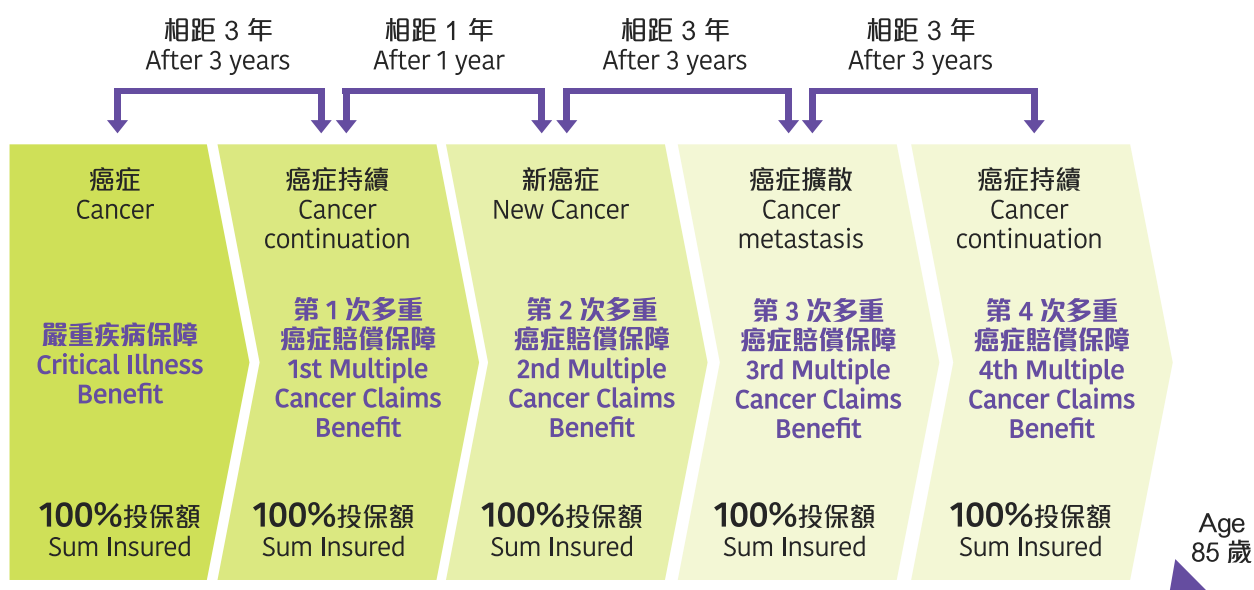 相距 3 年
After 3 years
相距 1 年
After 1 year
相距 3 年
After 3 years
相距 3 年
After 3 years
癌症
Cancer
嚴重疾病保障
Critical Illness
Benefit
100%投保額
Sum Insured
癌症持續
Cancer
continuation
第 1 次多重
癌症賠償保障
1st Multiple
Cancer Claims
Benefit
100%投保額
Sum Insured
新癌症
New Cancer
第 2 次多重
癌症賠償保障
2nd Multiple
Cancer Claims
Benefit
100%投保額
Sum Insured
癌症擴散
Cancer
metastasis
第 3 次多重
癌症賠償保障
3rd Multiple
Cancer Claims
Benefit
100%投保額
Sum Insured
癌症持續
Cancer
continuation
第 4 次多重
癌症賠償保障
4th Multiple
Cancer Claims
Benefit
100%投保額
Sum Insured
Age
85 歲